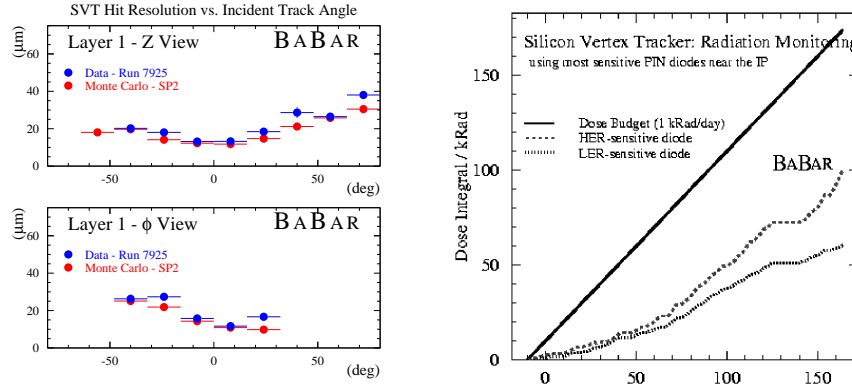 SVT Hit Resolution vs. Incident Track Angle
(μm)
Layer 1 - Z View
BABAR
Data - Run 7925
Monte Carlo - SP2
60
40
20
0
-50
0
50
(deg)
(μm)
Layer 1 - ϕ View
BABAR
Data - Run 7925
Monte Carlo - SP2
60
40
20
0
-50
0
50
(deg)
Silicon Vertex Tracker: Radiation Monitoring
using most sensitive PIN diodes near the IP
Dose Budget (1 kRad/day)
HER-sensitive diode
LER-sensitive diode
BABAR
Dose Integral / kRad
150
100
50
0
0
50
100
150